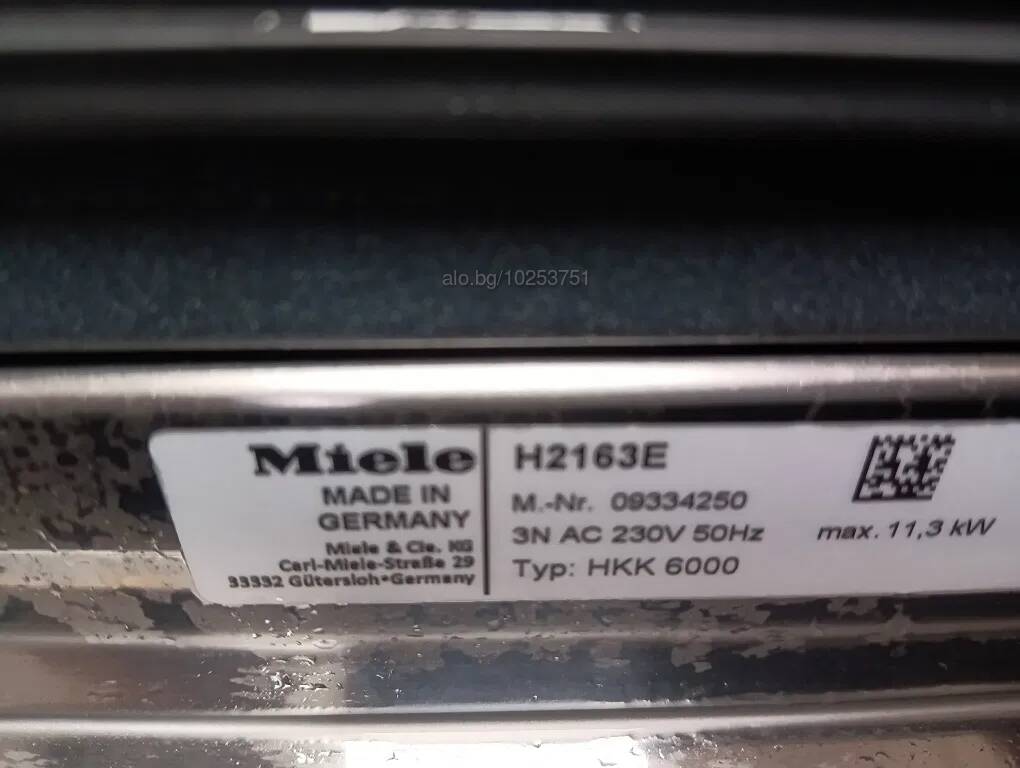 alo.bg/10253751
Miele
MADE IN
GERMANY
Miele & Cie. KG
Carl-Miele-Straße 29
33332 Gütersloh•Germany
H2163E
M.-Nr. 09334250
3N AC 230V 50Hz
Typ: HKK 6000
max. 11,3 kW